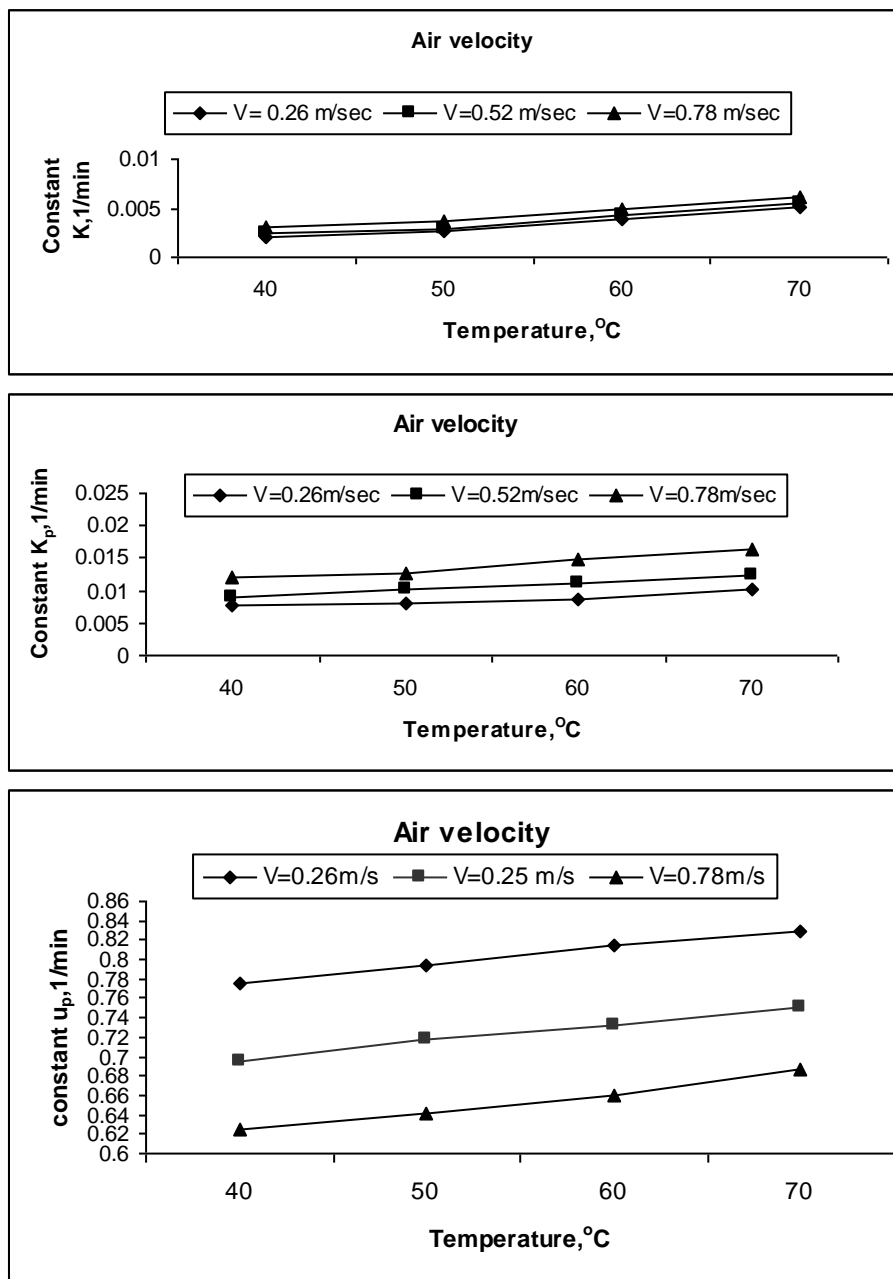 Air velocity
V= 0.26 m/sec V=0.52 m/sec V=0.78 m/sec
Constant
K,1/min
0.01
0.005
0
40 50 60 70
Temperature,°C
Air velocity
V=0.26m/sec V=0.52m/sec V=0.78m/sec
Constant Kp,1/min
0.025
0.02
0.015
0.01
0.005
0
40 50 60 70
Temperature,°C
Air velocity
V=0.26m/s V=0.25 m/s V=0.78m/s
constant up,1/min
0.86
0.84
0.82
0.8
0.78
0.76
0.74
0.72
0.7
0.68
0.66
0.64
0.62
0.6
40 50 60 70
Temperature,°C